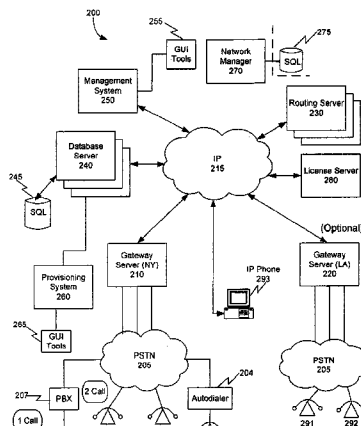 200
255
GUI
Tools
Management
System
250
Network
Manager
270
275
SQL
Routing Server
230
Database
Server
240
245
SQL
IP
215
License Server
280
(Optional)
Gateway
Server (NY)
210
Gateway
Server (LA)
220
IP Phone
293
Provisioning
System
260
265
GUI
Tools
PSTN
205
PSTN
205
207
PBX
2 Call
204
Autodialer
1 Call
291
292